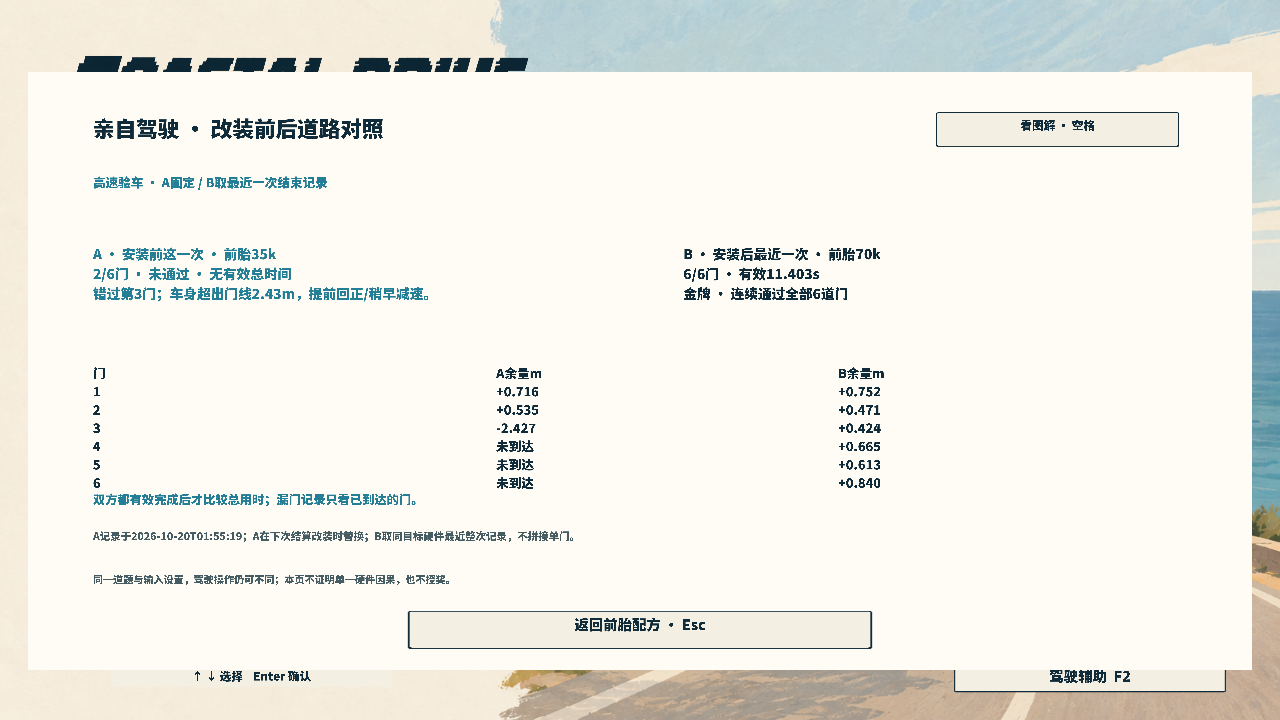 亲自驾驶 • 改装前后道路对照
看图解 • 空格
高速验车 • A固定 / B取最近一次结束记录
A • 安装前这一次 • 前胎35k
2/6门 • 未通过 • 无有效总时间
错过第3门；车身超出门线2.43m，提前回正/稍早减速。
B • 安装后最近一次 • 前胎70k
6/6门 • 有效11.403s
金牌 • 连续通过全部6道门
门 A余量m B余量m
1 +0.716 +0.752
2 +0.535 +0.471
3 -2.427 +0.424
4 未到达 +0.665
5 未到达 +0.613
6 未到达 +0.840
双方都有效完成后才比较总用时；漏门记录只看已到达的门。
A记录于2026-10-20T01:55:19；A在下次结算改装时替换；B取同目标硬件最近整次记录，不拼接单门。
同一道路与输入设置，驾驶操作仍可不同；本页不证明单一硬件因果，也不授奖。
返回前胎配方 • Esc
↑ ↓ 选择 Enter 确认
驾驶辅助 F2